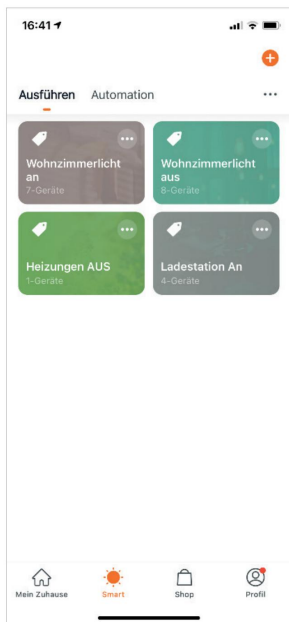 16:41
Ausführen Automation
Wohnzimmerlicht an
7-Geräte
Wohnzimmerlicht aus
8-Geräte
Heizungen AUS
1-Geräte
Ladestation An
4-Geräte
Mein Zuhause Smart Shop Profil